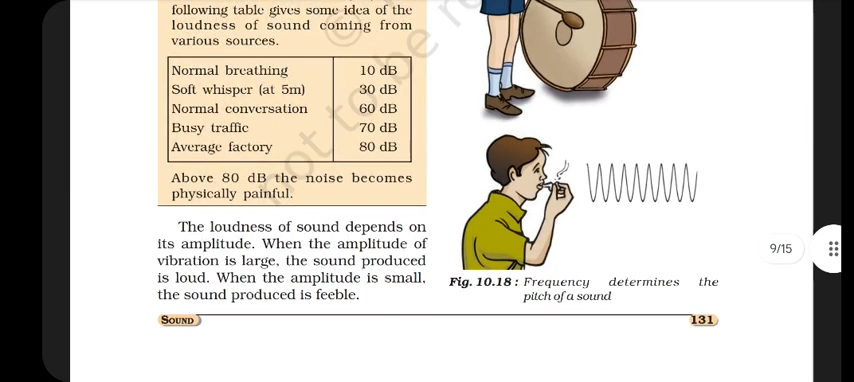 following table gives some idea of the
loudness of sound coming from
various sources.
Normal breathing 10 dB
Soft whisper (at 5m) 30 dB
Normal conversation 60 dB
Busy traffic 70 dB
Average factory 80 dB
Above 80 dB the noise becomes
physically painful.
The loudness of sound depends on
its amplitude. When the amplitude of
vibration is large, the sound produced
is loud. When the amplitude is small,
the sound produced is feeble.
Fig. 10.18 : Frequency determines the
pitch of a sound
SOUND
131
9/15
© not to be